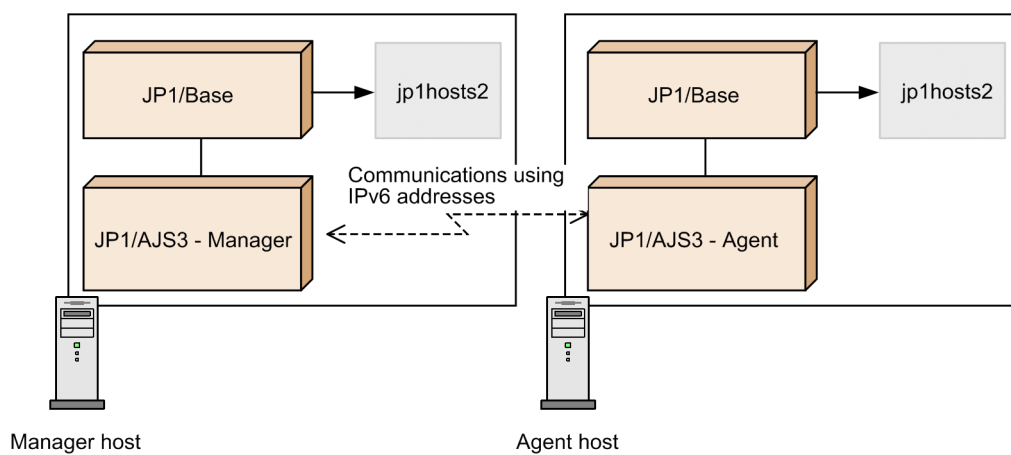 JP1/Base
jp1hosts2
JP1/Base
jp1hosts2
Communications using
IPv6 addresses
JP1/AJS3 - Manager
JP1/AJS3 - Agent
Manager host
Agent host